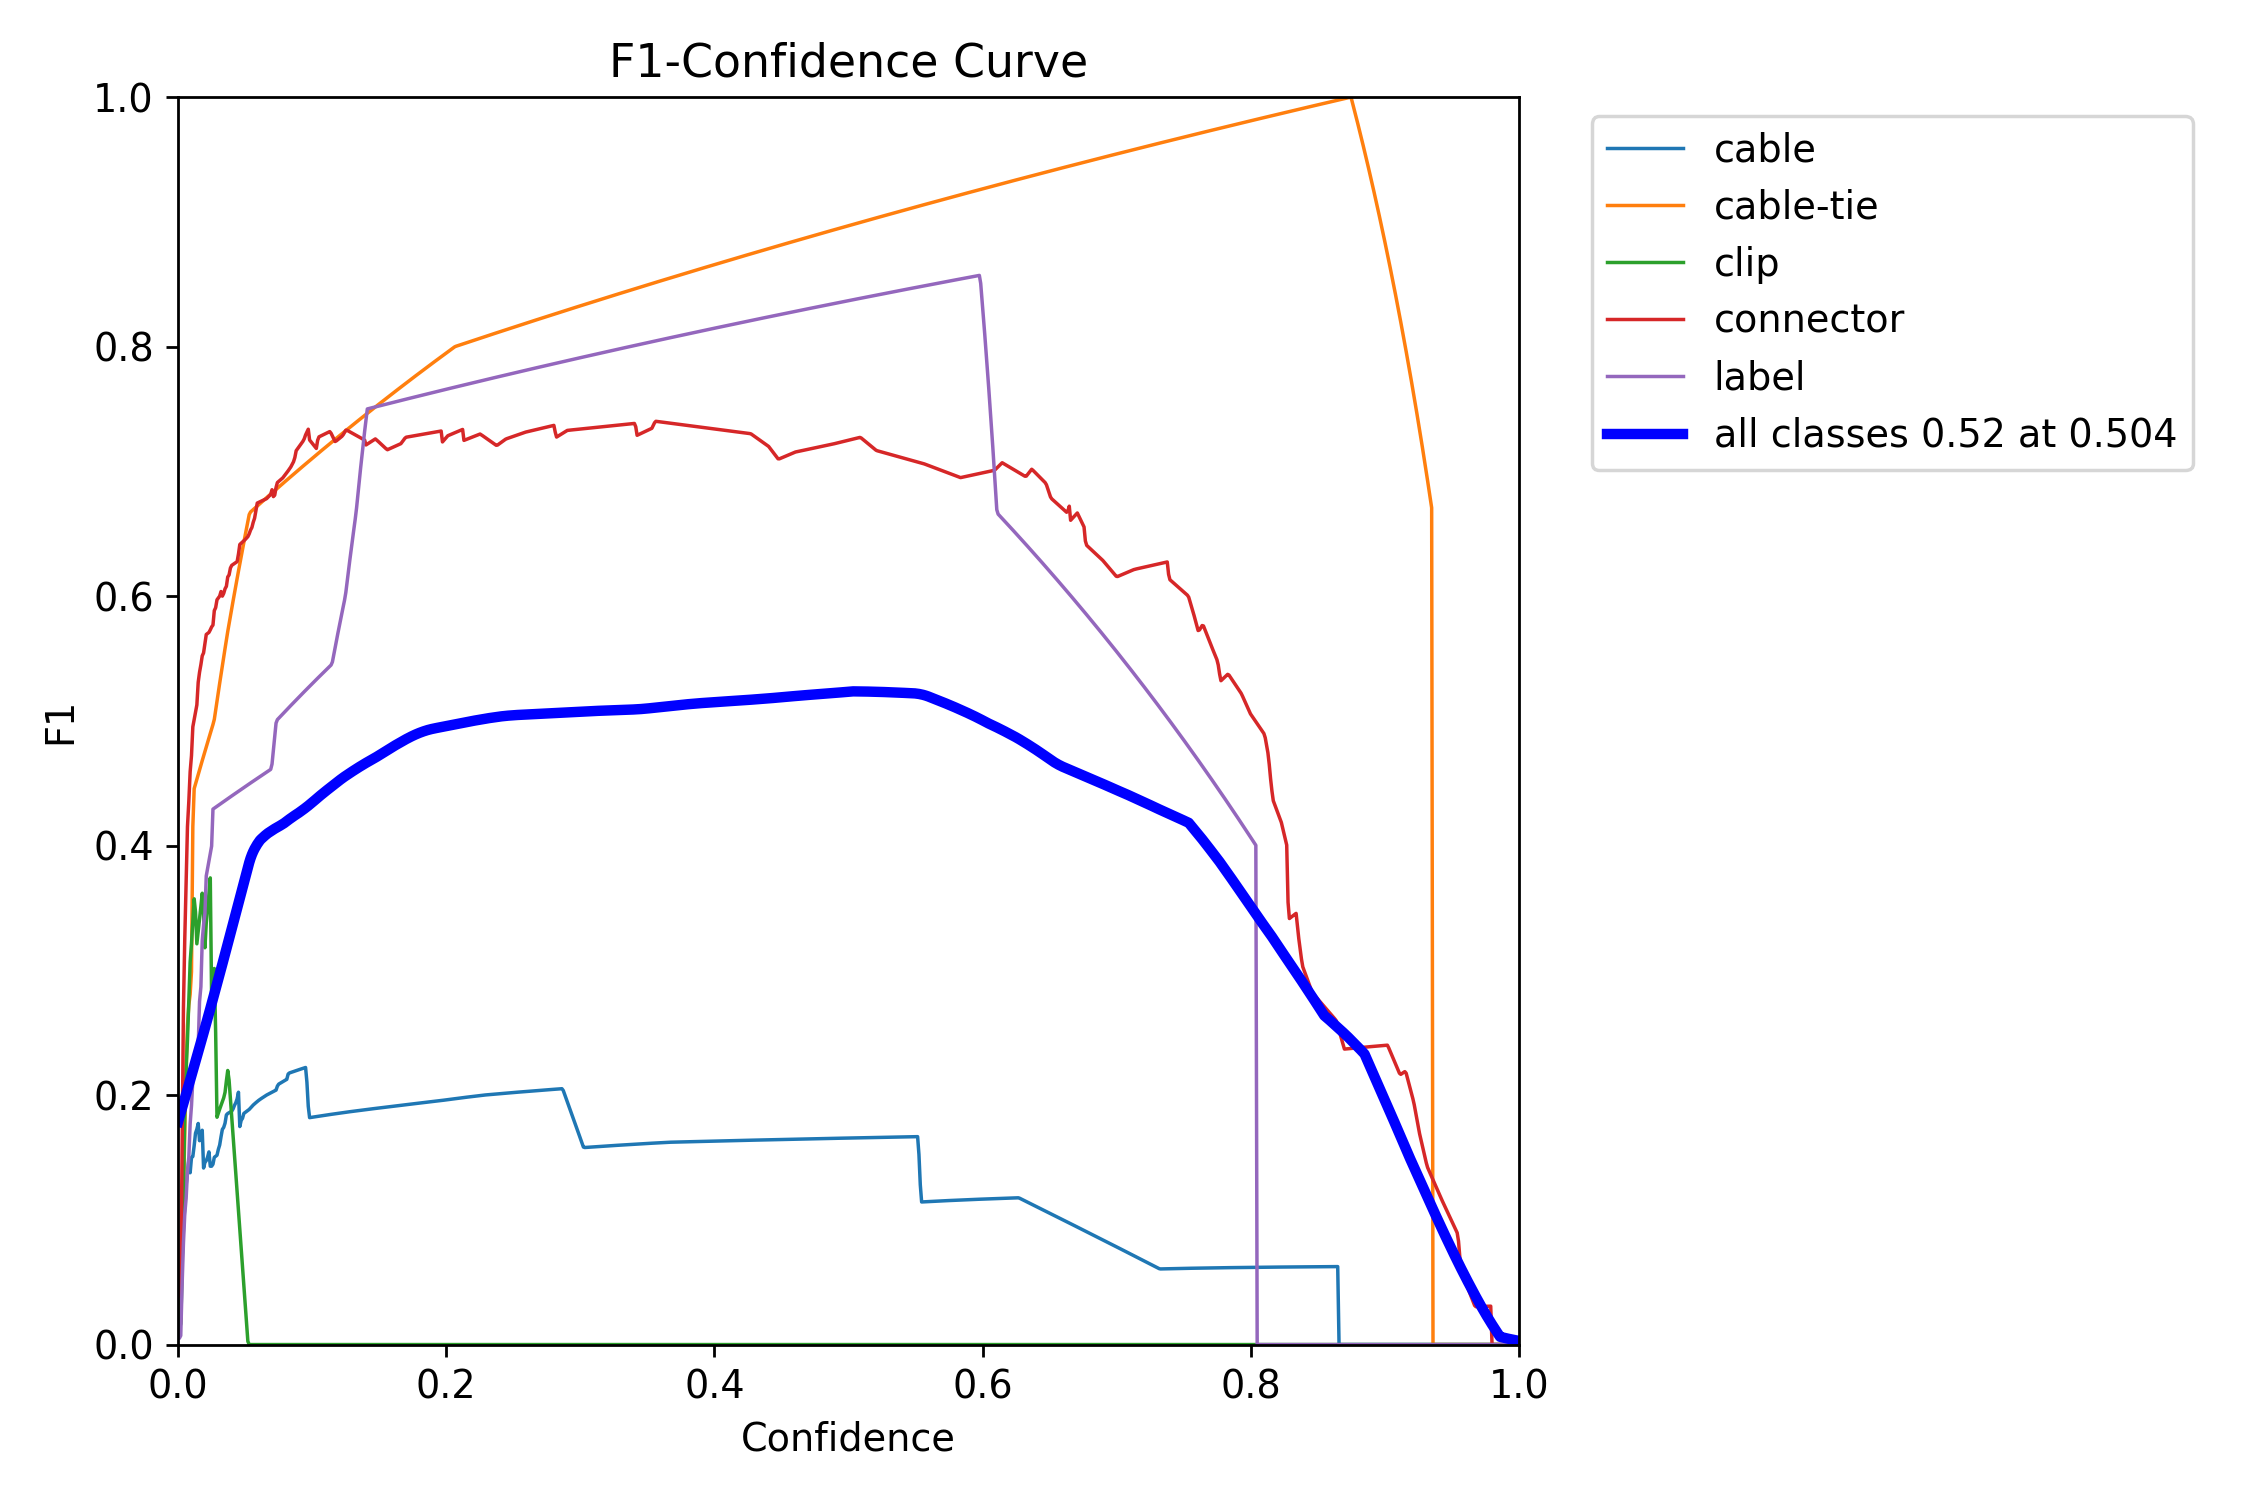 F1-Confidence Curve
1.0
0.8
0.6
0.4
0.2
0.0
F1
0.0 0.2 0.4 0.6 0.8 1.0
Confidence
cable
cable-tie
clip
connector
label
all classes 0.52 at 0.504